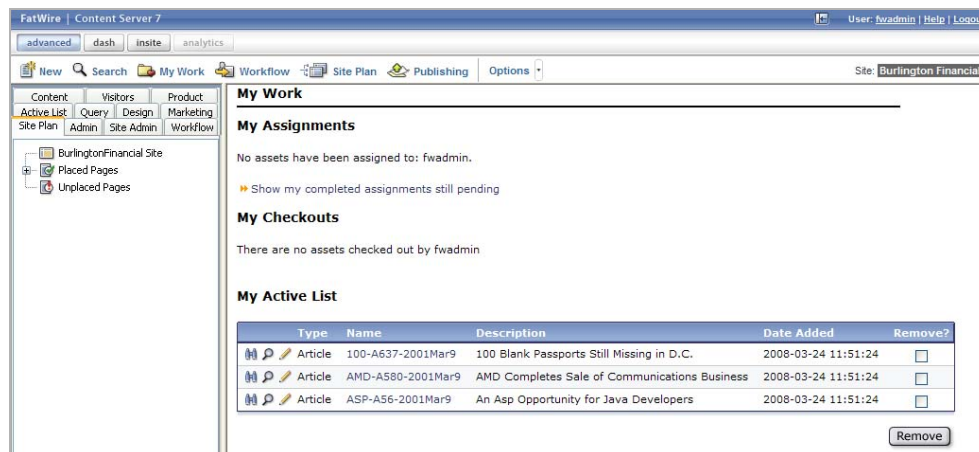 FatWire | Content Server 7
User: fwadmin | Help | Logou
advanced dash insite analytics
New Search My Work Workflow Site Plan Publishing Options
Site: Burlington Financial
Content Visitors Product
Active List Query Design Marketing
Site Plan Admin Site Admin Workflow
BurlingtonFinancial Site
Placed Pages
Unplaced Pages
My Work
My Assignments
No assets have been assigned to: fwadmin.
Show my completed assignments still pending
My Checkouts
There are no assets checked out by fwadmin
My Active List
Type Name Description Date Added Remove?
Article 100-A637-2001Mar9 100 Blank Passports Still Missing in D.C. 2008-03-24 11:51:24
Article AMD-A580-2001Mar9 AMD Completes Sale of Communications Business 2008-03-24 11:51:24
Article ASP-A56-2001Mar9 An Asp Opportunity for Java Developers 2008-03-24 11:51:24
Remove